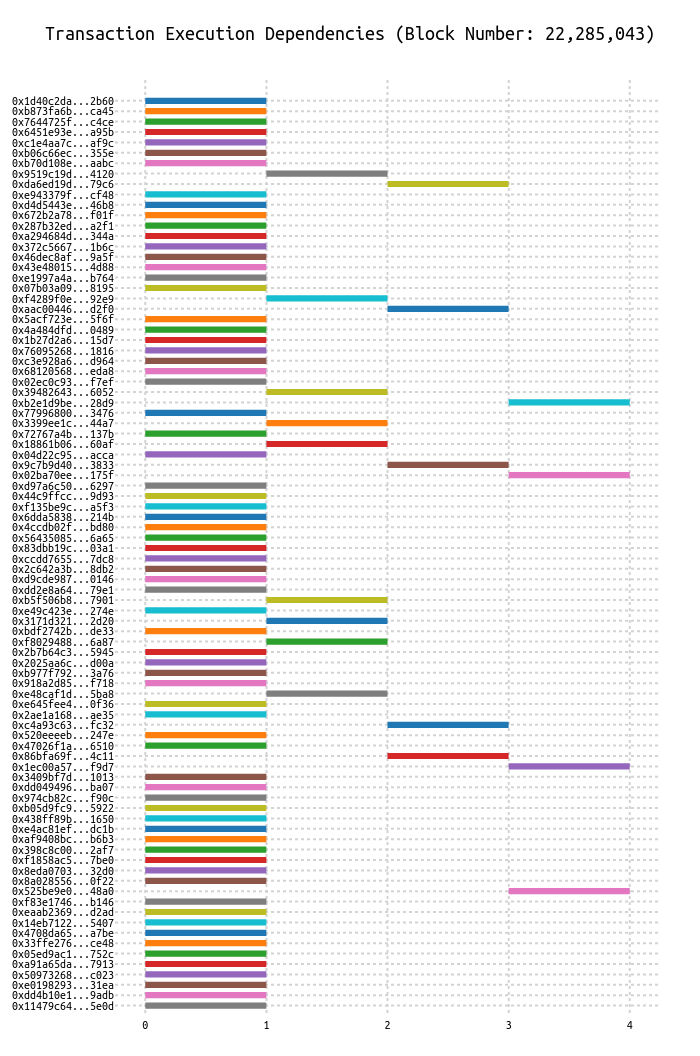 Transaction Execution Dependencies (Block Number: 22,285,043)
0x1d40c2da...2b60
0xb873fa6b...ca45
0x7644725f...c4ce
0x6451e93e...a95b
0xc1e4aa7c...af9c
0xb06c66ec...355e
0xb70d108e...aabc
0x9519c19d...4120
0xda6ed19d...79c6
0xe943379f...cf48
0xd4d5443e...46b8
0x672b2a78...f01f
0x287b32ed...a2f1
0xa294684d...344a
0x372c5667...1b6c
0x46dec8af...9a5f
0x43e48015...4d88
0xe1997a4a...b764
0x07b03a09...8195
0xf4289f0e...92e9
0xaac00446...d2f0
0x5acf723e...5f6f
0x4a484dfd...0489
0x1b27d2a6...15d7
0x76095268...1816
0xc3e928a6...d964
0x68120568...eda8
0x02ec0c93...f7ef
0x39482643...6052
0xb2e1d9be...28d9
0x77996800...3476
0x3399ee1c...44a7
0x72767a4b...137b
0x18861b06...60af
0x04d22c95...acca
0x9c7b9d40...3833
0x02ba70ee...175f
0xd97a6c50...6297
0x44c9ffcc...9d93
0xf135be9c...a5f3
0x6dda5838...214b
0x4ccdb02f...bd80
0x56435085...6a65
0x83dbb19c...03a1
0xccdd7655...7dc8
0x2c642a3b...8db2
0xd9cde987...0146
0xdd2e8a64...79e1
0xb5f506b8...7901
0xe49c423e...274e
0x3171d321...2d20
0xbdf2742b...de33
0xf8029488...6a87
0x2b7b64c3...5945
0x2025aa6c...d00a
0xb977f792...3a76
0x918a2d85...f718
0xe48caf1d...5ba8
0xe645fee4...0f36
0x2ae1a168...ae35
0xc4a93c63...fc32
0x520eeeeb...247e
0x47026f1a...6510
0x86bfa69f...4c11
0x1ec00a57...f9d7
0x3409bf7d...1013
0xdd049496...ba07
0x974cb82c...f90c
0xb05d9fc9...5922
0x438ff89b...1650
0xe4ac81ef...dc1b
0xaf9408bc...b6b3
0x398c8c00...2af7
0xf1858ac5...7be0
0x8eda0703...32d0
0x8a028556...0f22
0x525be9e0...48a0
0xf83e1746...b146
0xeaab2369...d2ad
0x14eb7122...5407
0x4708da65...a7be
0x33ffe276...ce48
0x05ed9ac1...752c
0xa91a65da...7913
0x50973268...c023
0xe0198293...31ea
0xdd4b10e1...9adb
0x11479c64...5e0d
0 1 2 3 4